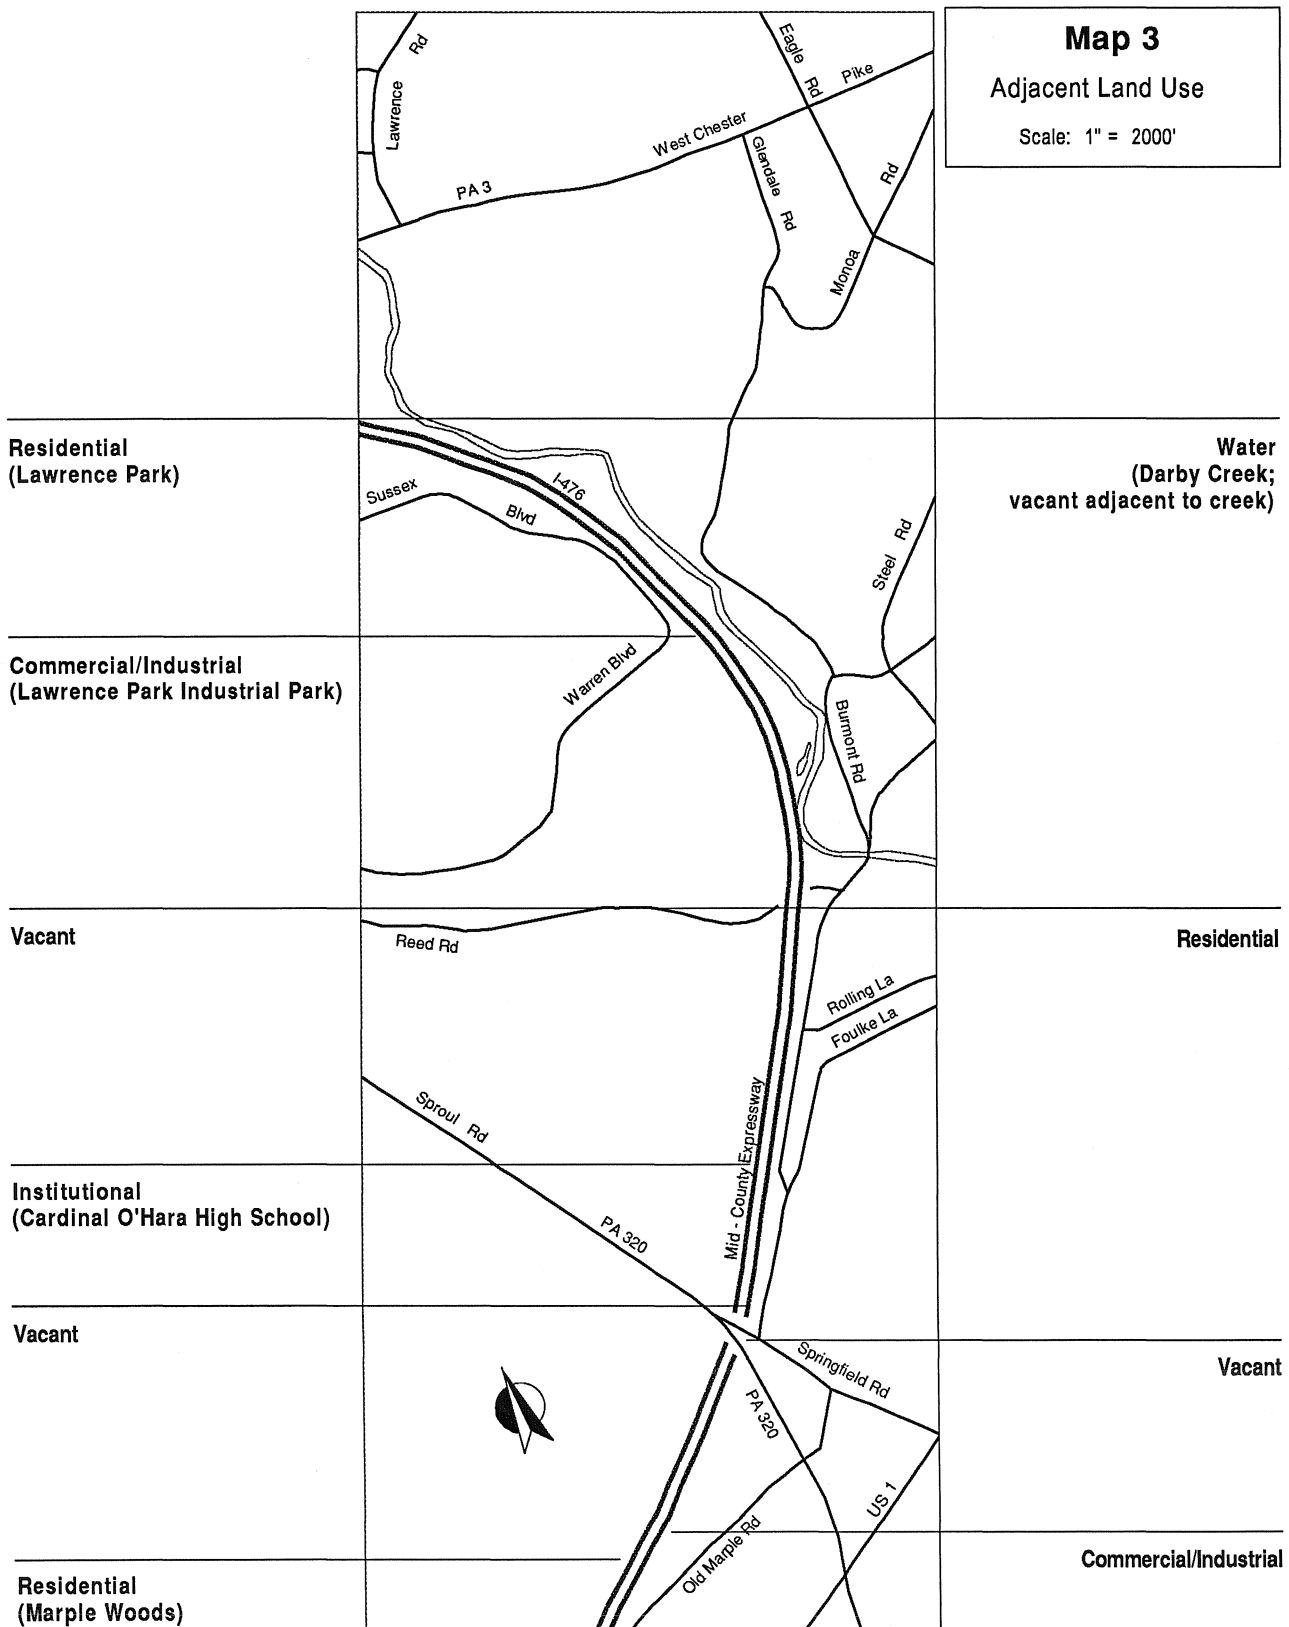 Map 3
Adjacent Land Use
Scale: 1" = 2000'
Lawrence Rd
Eagle Rd
West Chester Pike
PA 3
Glendale Rd
Monoa Rd
Residential
(Lawrence Park)
Water
(Darby Creek;
vacant adjacent to creek)
Sussex Blvd
I-476
Steel Rd
Commercial/Industrial
(Lawrence Park Industrial Park)
Warren Blvd
Burmont Rd
Vacant
Reed Rd
Residential
Rolling La
Foulke La
Sproul Rd
Mid - County Expressway
Institutional
(Cardinal O'Hara High School)
PA 320
Vacant
Springfield Rd
Vacant
PA 320
US 1
Old Marple Rd
Commercial/Industrial
Residential
(Marple Woods)